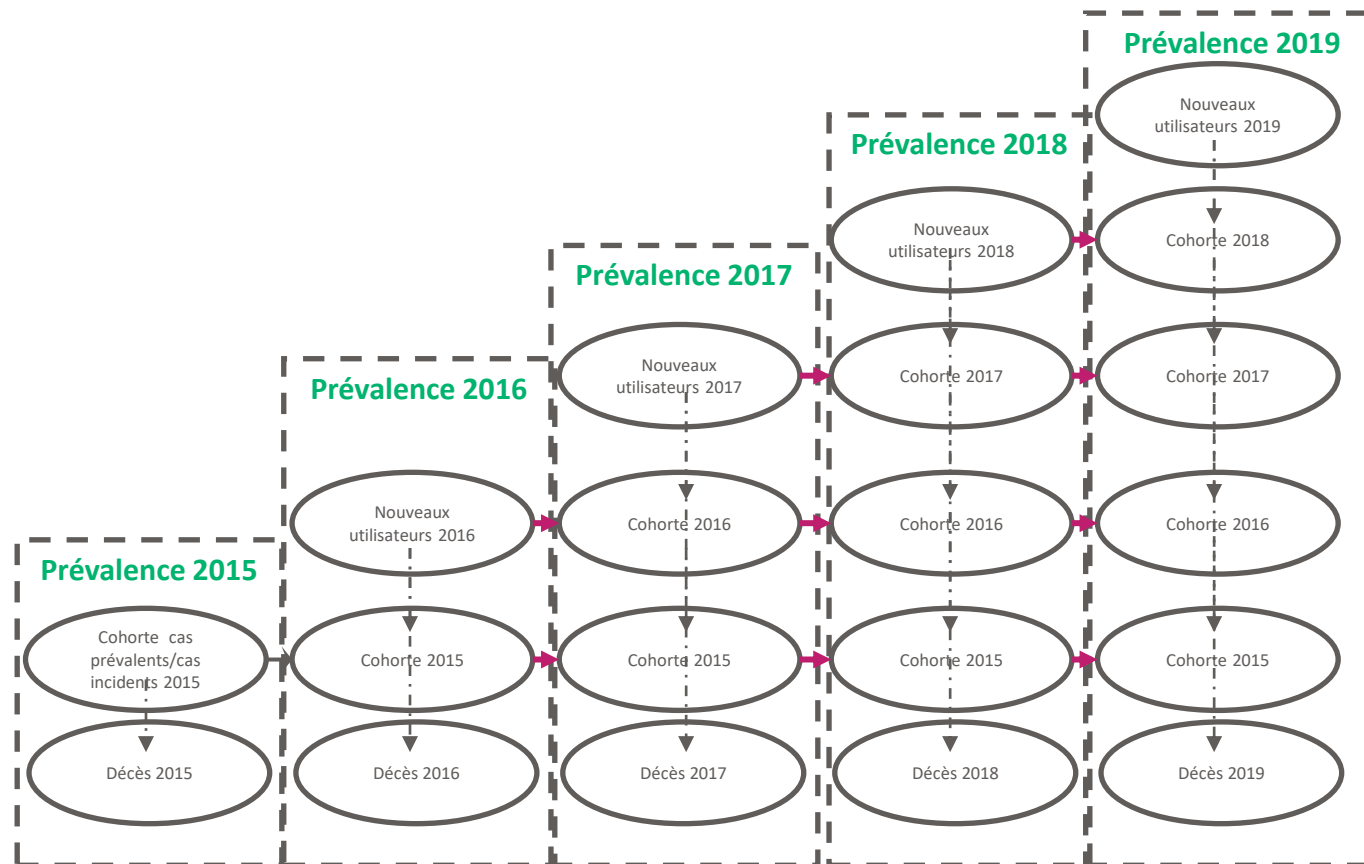 Prévalence 2015
Cohorte cas
prévalents/cas
incidents 2015
Décès 2015
Prévalence 2016
Nouveaux
utilisateurs 2016
Cohorte 2015
Décès 2016
Prévalence 2017
Nouveaux
utilisateurs 2017
Cohorte 2016
Cohorte 2015
Décès 2017
Prévalence 2018
Nouveaux
utilisateurs 2018
Cohorte 2017
Cohorte 2016
Cohorte 2015
Décès 2018
Prévalence 2019
Nouveaux
utilisateurs 2019
Cohorte 2018
Cohorte 2017
Cohorte 2016
Cohorte 2015
Décès 2019